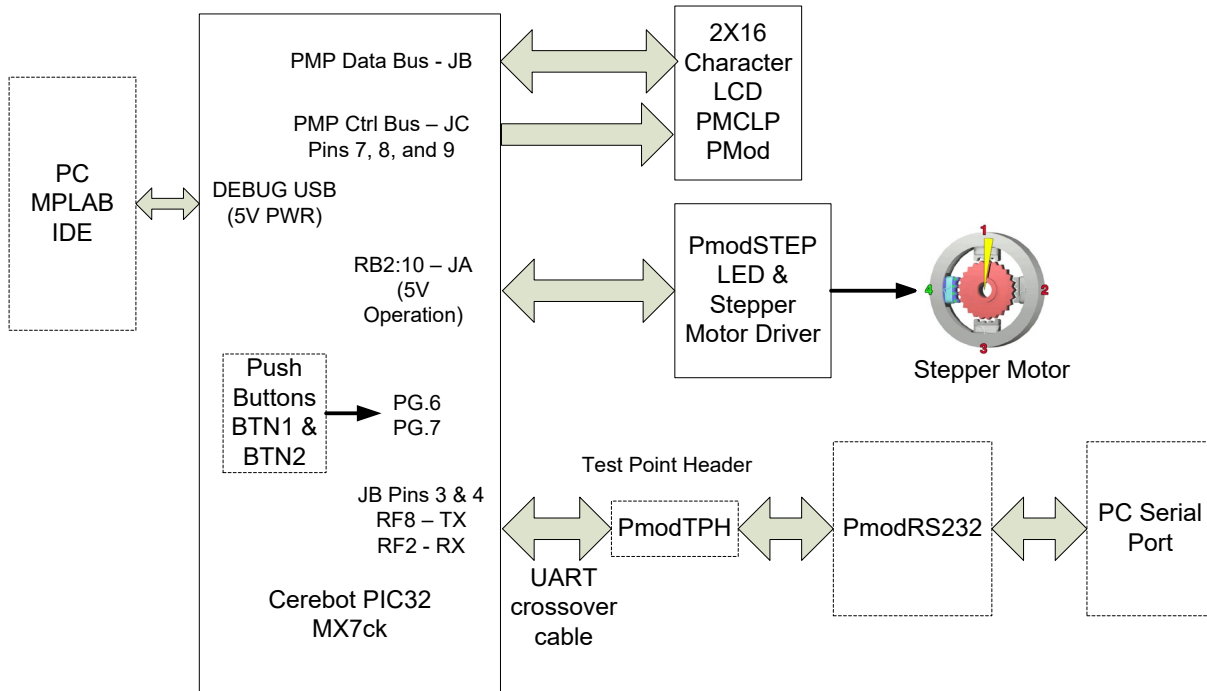 PC
MPLAB
IDE
PMP Data Bus - JB
PMP Ctrl Bus – JC
Pins 7, 8, and 9
DEBUG USB
(5V PWR)
RB2:10 – JA
(5V
Operation)
Push
Buttons
BTN1 &
BTN2
PG.6
PG.7
JB Pins 3 & 4
RF8 – TX
RF2 - RX
Cerebot PIC32
MX7ck
2X16
Character
LCD
PMCLP
PMod
PmodSTEP
LED &
Stepper
Motor Driver
1
2
3
4
Stepper Motor
Test Point Header
UART
crossover
cable
PmodTPH
PmodRS232
PC Serial
Port